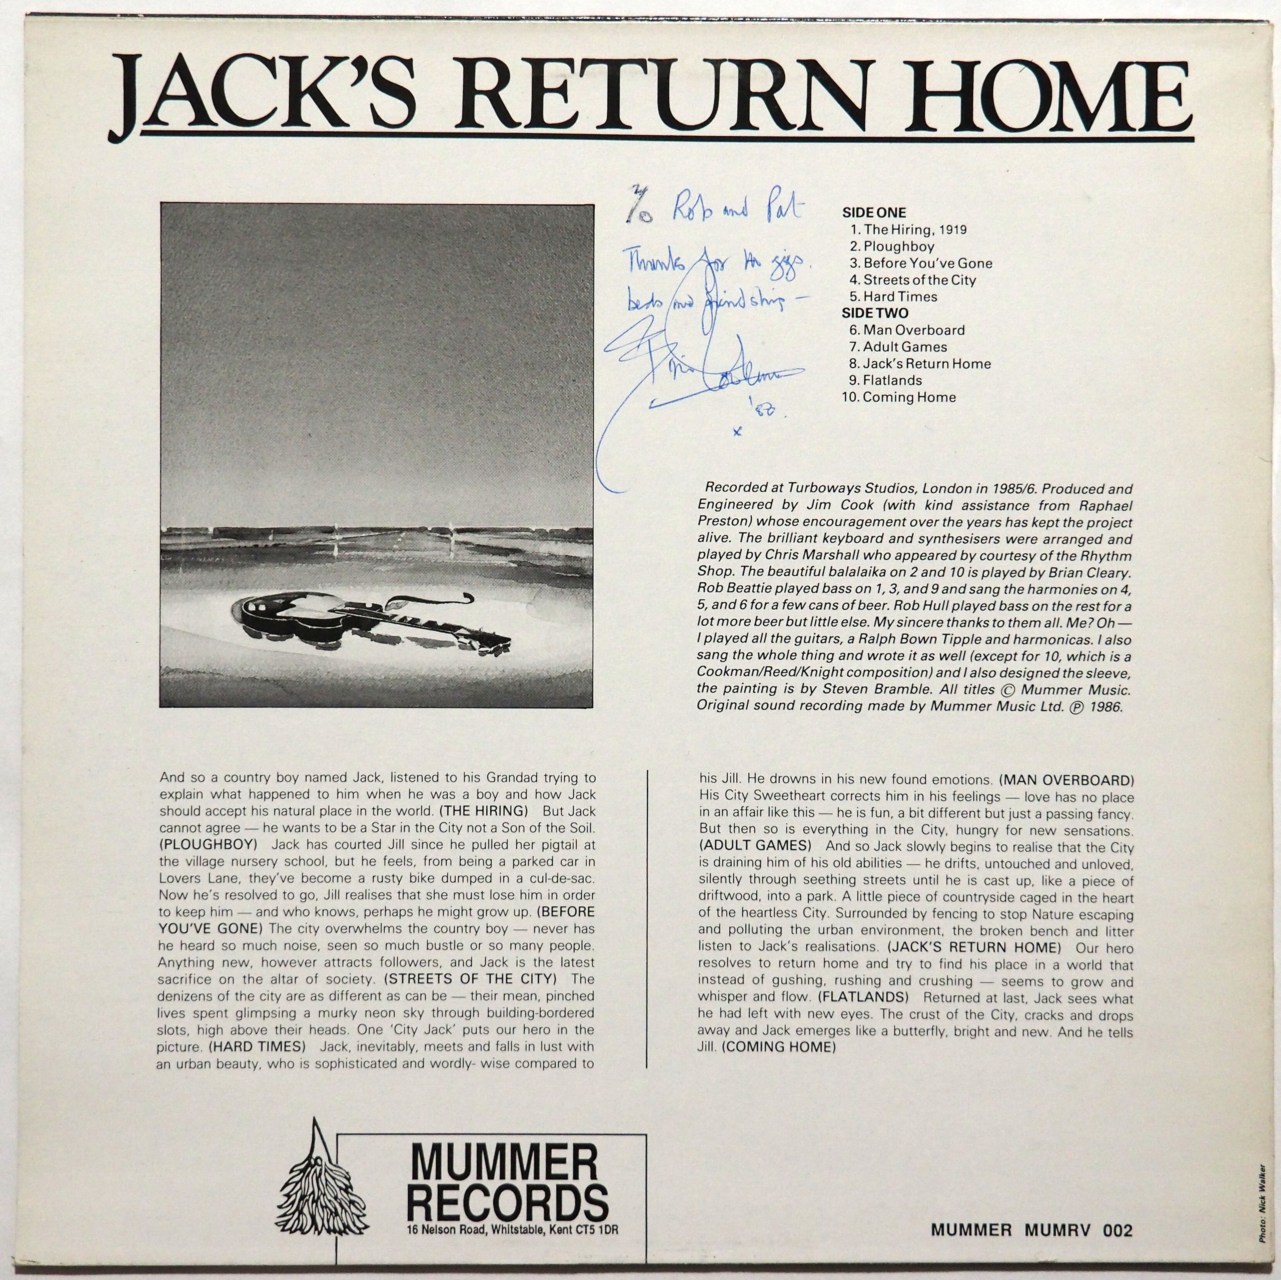 JACK'S RETURN HOME
To Rob and Pat
Thanks for the gigs.
beds and friendship —
x
SIDE ONE
1. The Hiring, 1919
2. Ploughboy
3. Before You've Gone
4. Streets of the City
5. Hard Times
SIDE TWO
6. Man Overboard
7. Adult Games
8. Jack's Return Home
9. Flatlands
10. Coming Home
Recorded at Turboways Studios, London in 1985/6. Produced and
Engineered by Jim Cook (with kind assistance from Raphael
Preston) whose encouragement over the years has kept the project
alive. The brilliant keyboard and synthesisers were arranged and
played by Chris Marshall who appeared by courtesy of the Rhythm
Shop. The beautiful balalaika on 2 and 10 is played by Brian Cleary.
Rob Beattie played bass on 1, 3, and 9 and sang the harmonies on 4,
5, and 6 for a few cans of beer. Rob Hull played bass on the rest for a
lot more beer but little else. My sincere thanks to them all. Me? Oh —
I played all the guitars, a Ralph Bown Tipple and harmonicas. I also
sang the whole thing and wrote it as well (except for 10, which is a
Cookman/Reed/Knight composition) and I also designed the sleeve,
the painting is by Steven Bramble. All titles © Mummer Music.
Original sound recording made by Mummer Music Ltd. ℗ 1986.
And so a country boy named Jack, listened to his Grandad trying to
explain what happened to him when he was a boy and how Jack
should accept his natural place in the world. (THE HIRING) But Jack
cannot agree — he wants to be a Star in the City not a Son of the Soil.
(PLOUGHBOY) Jack has courted Jill since he pulled her pigtail at
the village nursery school, but he feels, from being a parked car in
Lovers Lane, they've become a rusty bike dumped in a cul-de-sac.
Now he's resolved to go, Jill realises that she must lose him in order
to keep him — and who knows, perhaps he might grow up. (BEFORE
YOU'VE GONE) The city overwhelms the country boy — never has
he heard so much noise, seen so much bustle or so many people.
Anything new, however attracts followers, and Jack is the latest
sacrifice on the altar of society. (STREETS OF THE CITY) The
denizens of the city are as different as can be — their mean, pinched
lives spent glimpsing a murky neon sky through building-bordered
slots, high above their heads. One 'City Jack' puts our hero in the
picture. (HARD TIMES) Jack, inevitably, meets and falls in lust with
an urban beauty, who is sophisticated and wordly- wise compared to
his Jill. He drowns in his new found emotions. (MAN OVERBOARD)
His City Sweetheart corrects him in his feelings — love has no place
in an affair like this — he is fun, a bit different but just a passing fancy.
But then so is everything in the City, hungry for new sensations.
(ADULT GAMES) And so Jack slowly begins to realise that the City
is draining him of his old abilities — he drifts, untouched and unloved,
silently through seething streets until he is cast up, like a piece of
driftwood, into a park. A little piece of countryside caged in the heart
of the heartless City. Surrounded by fencing to stop Nature escaping
and polluting the urban environment, the broken bench and litter
listen to Jack's realisations. (JACK'S RETURN HOME) Our hero
resolves to return home and try to find his place in a world that
instead of gushing, rushing and crushing — seems to grow and
whisper and flow. (FLATLANDS) Returned at last, Jack sees what
he had left with new eyes. The crust of the City, cracks and drops
away and Jack emerges like a butterfly, bright and new. And he tells
Jill. (COMING HOME)
MUMMER
RECORDS
16 Nelson Road, Whitstable, Kent CT5 1DR
MUMMER MUMRV 002
Photo: Nick Walker